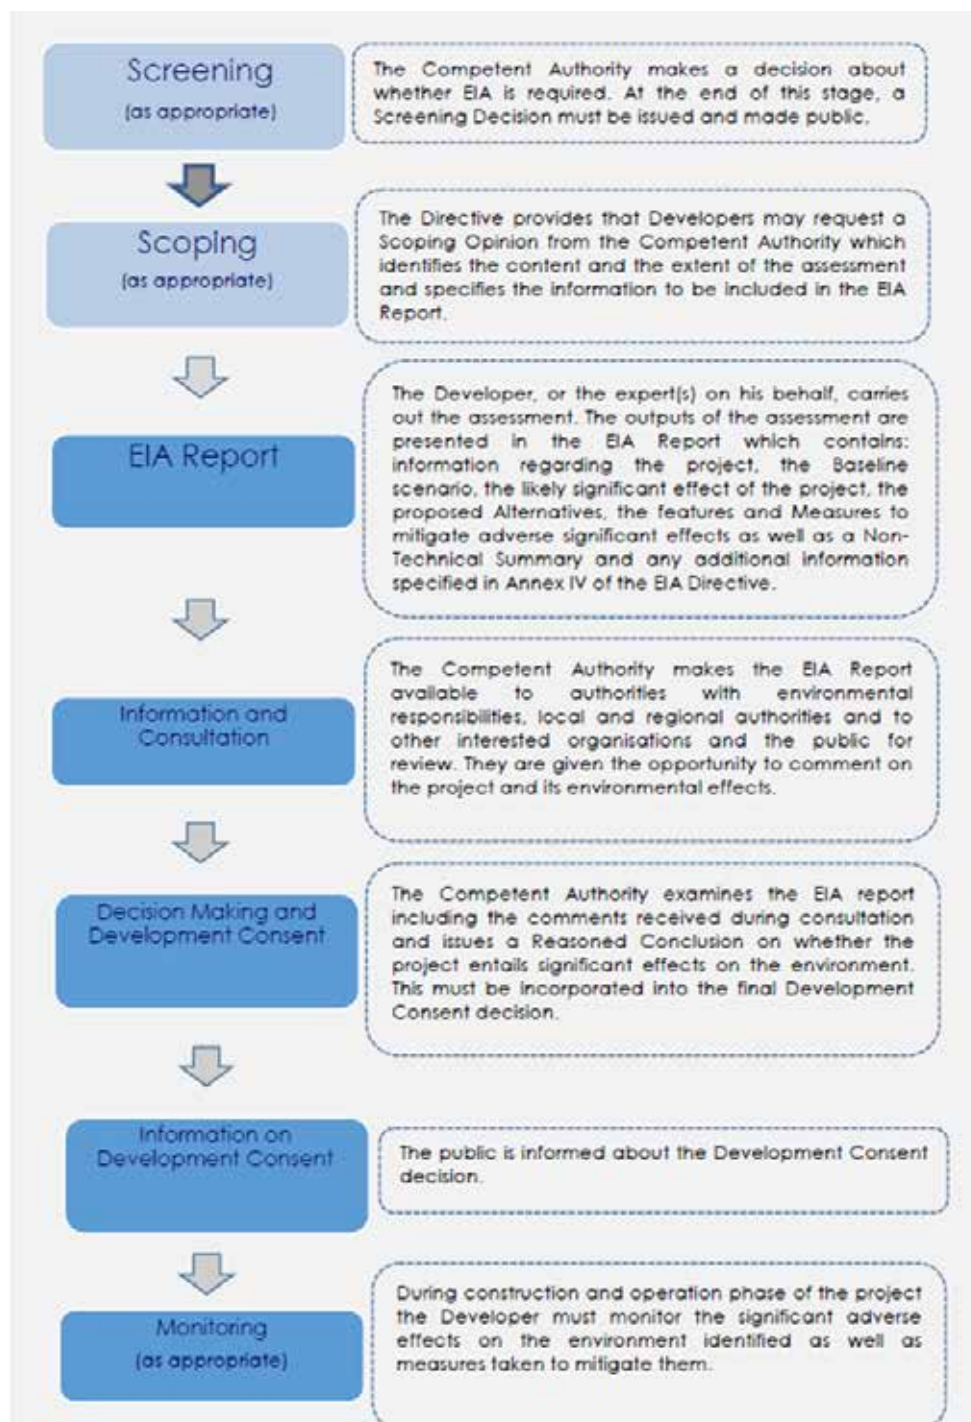 Screening
(as appropriate)
The Competent Authority makes a decision about
whether EIA is required. At the end of this stage, a
Screening Decision must be issued and made public.
Scoping
(as appropriate)
The Directive provides that Developers may request a
Scoping Opinion from the Competent Authority which
identifies the content and the extent of the assessment
and specifies the information to be included in the EIA
Report.
EIA Report
The Developer, or the expert(s) on his behalf, carries
out the assessment. The outputs of the assessment are
presented in the EIA Report which contains:
information regarding the project, the Baseline
scenario, the likely significant effect of the project, the
proposed Alternatives, the features and Measures to
mitigate adverse significant effects as well as a Non-
Technical Summary and any additional information
specified in Annex IV of the EIA Directive.
Information and
Consultation
The Competent Authority makes the EIA Report
available to authorities with environmental
responsibilities, local and regional authorities and to
other interested organisations and the public for
review. They are given the opportunity to comment on
the project and its environmental effects.
Decision Making and
Development Consent
The Competent Authority examines the EIA report
including the comments received during consultation
and issues a Reasoned Conclusion on whether the
project entails significant effects on the environment.
This must be incorporated into the final Development
Consent decision.
Information on
Development Consent
The public is informed about the Development Consent
decision.
Monitoring
(as appropriate)
During construction and operation phase of the project
the Developer must monitor the significant adverse
effects on the environment identified as well as
measures taken to mitigate them.